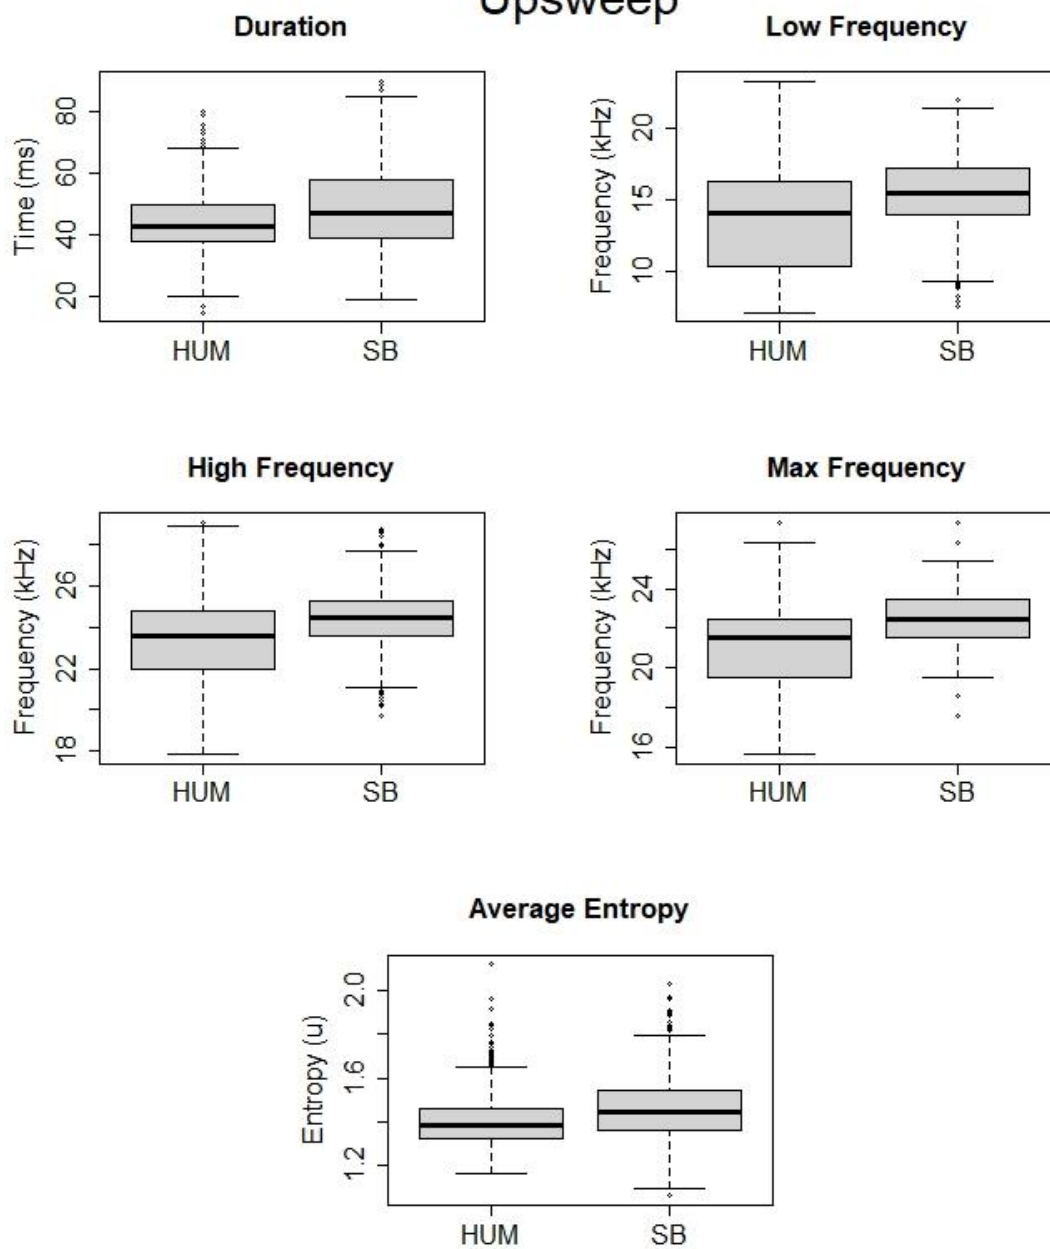 Upsweep
Duration
Low Frequency
Time (ms)
20 40 60 80
HUM SB
Frequency (kHz)
10 15 20
HUM SB
High Frequency
Max Frequency
Frequency (kHz)
18 22 26
HUM SB
Frequency (kHz)
16 20 24
HUM SB
Average Entropy
Entropy (u)
1.2 1.6 2.0
HUM SB